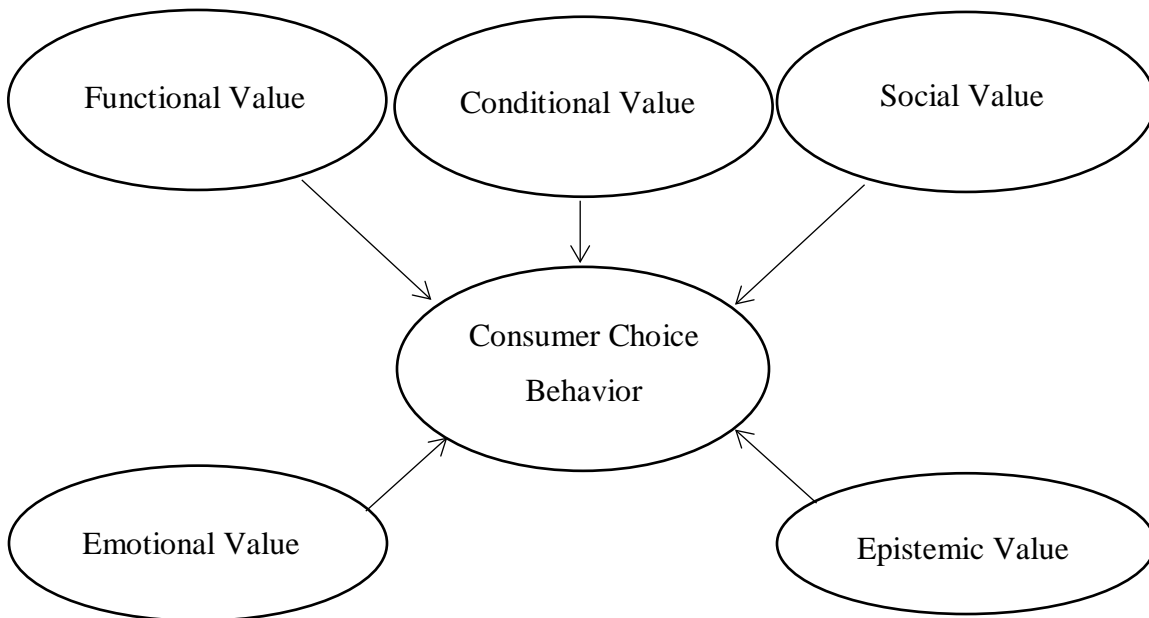 Functional Value
Conditional Value
Social Value
Consumer Choice
Behavior
Emotional Value
Epistemic Value